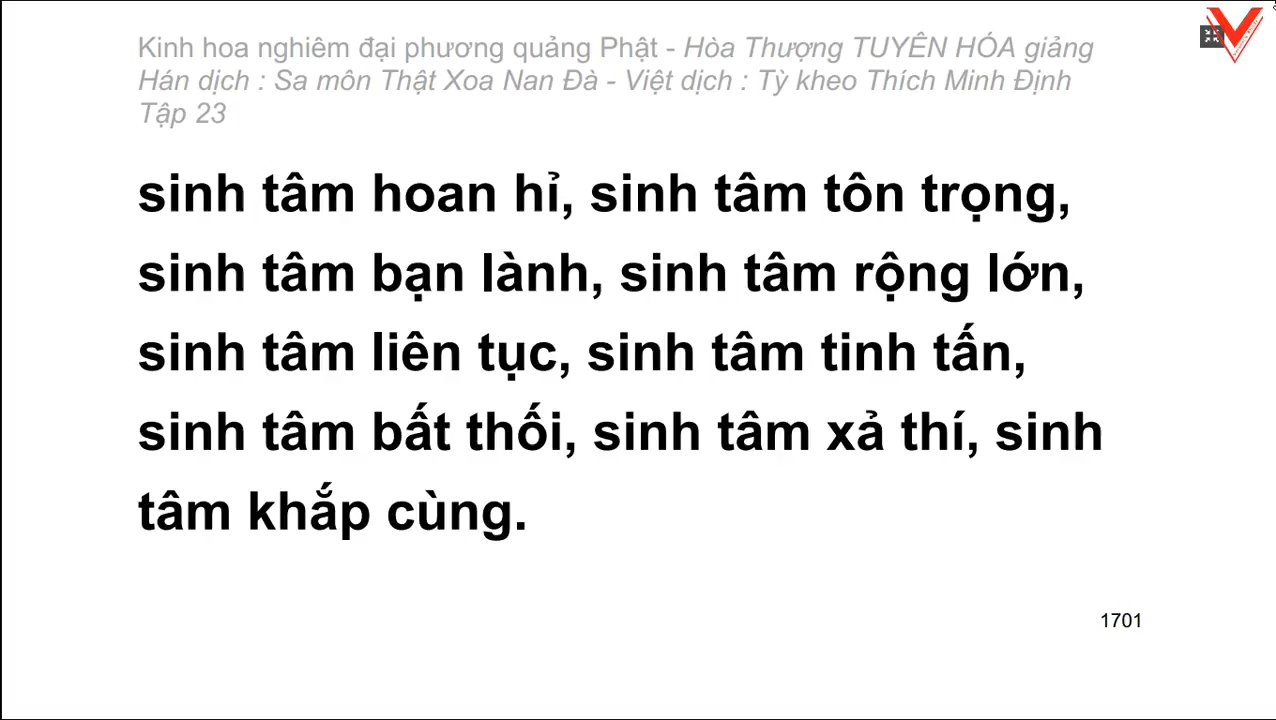 Kinh hoa nghiêm đại phương quảng Phật - Hòa Thượng TUYÊN HÓA giảng
Hán dịch : Sa môn Thật Xoa Nan Đà - Việt dịch : Tỳ kheo Thích Minh Định
Tập 23
sinh tâm hoan hỉ, sinh tâm tôn trọng,
sinh tâm bạn lành, sinh tâm rộng lớn,
sinh tâm liên tục, sinh tâm tinh tấn,
sinh tâm bất thối, sinh tâm xả thí, sinh
tâm khắp cùng.
1701